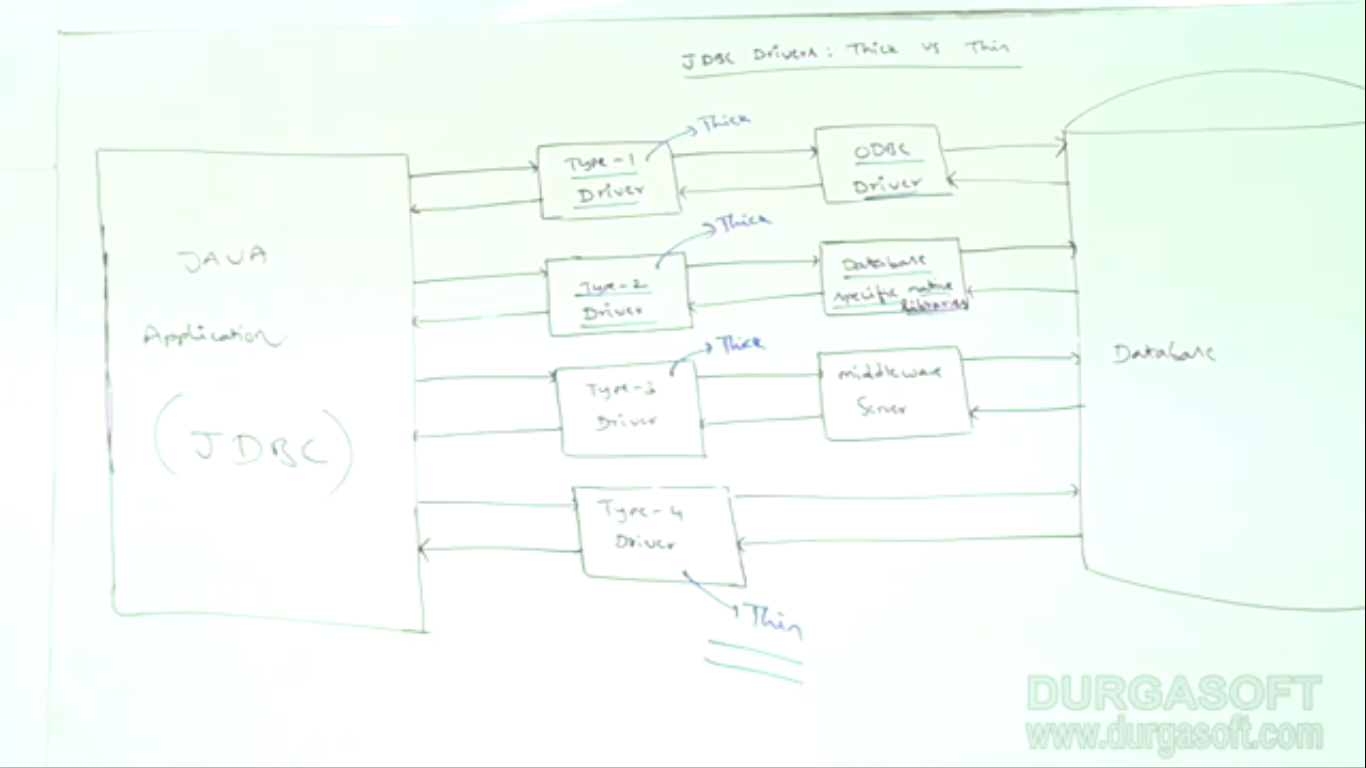 JDBC Drivers: Thick vs Thin
JAVA
Application
(JDBC)
Type-1
Driver
Thick
ODBC
Driver
Type-2
Driver
Thick
Database
specific native
libraries
Type-3
Driver
Thick
Middleware
Server
Type-4
Driver
Thin
Database
DURGASOFT
www.durgasoft.com